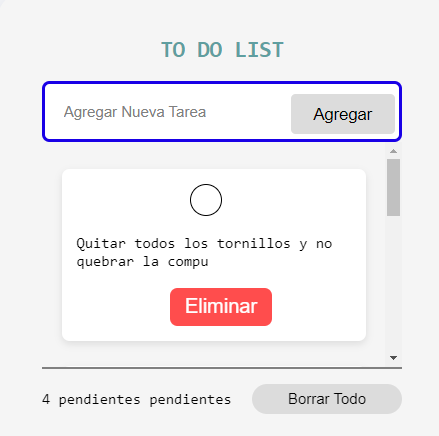 TO DO LIST
Agregar Nueva Tarea
Agregar
Quitar todos los tornillos y no
quebrar la compu
Eliminar
4 pendientes pendientes
Borrar Todo